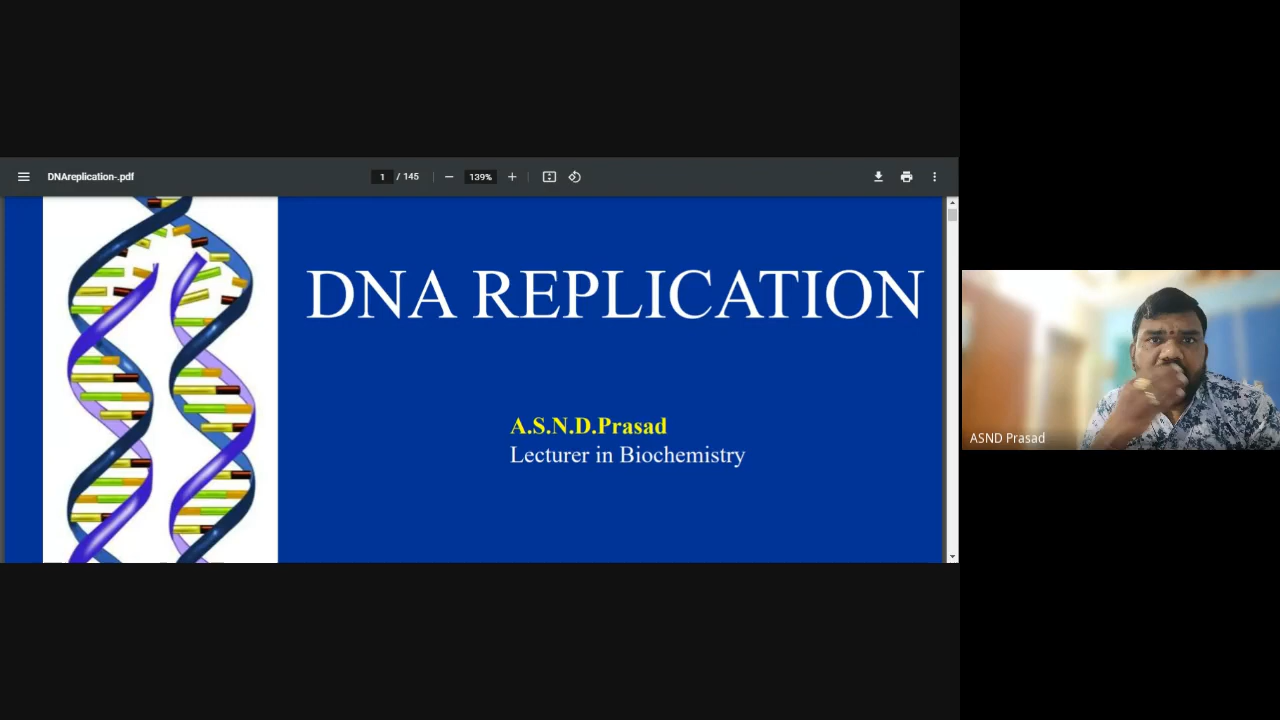 DNAreplication-.pdf
1 / 145
139%
DNA REPLICATION
A.S.N.D.Prasad
Lecturer in Biochemistry
ASND Prasad